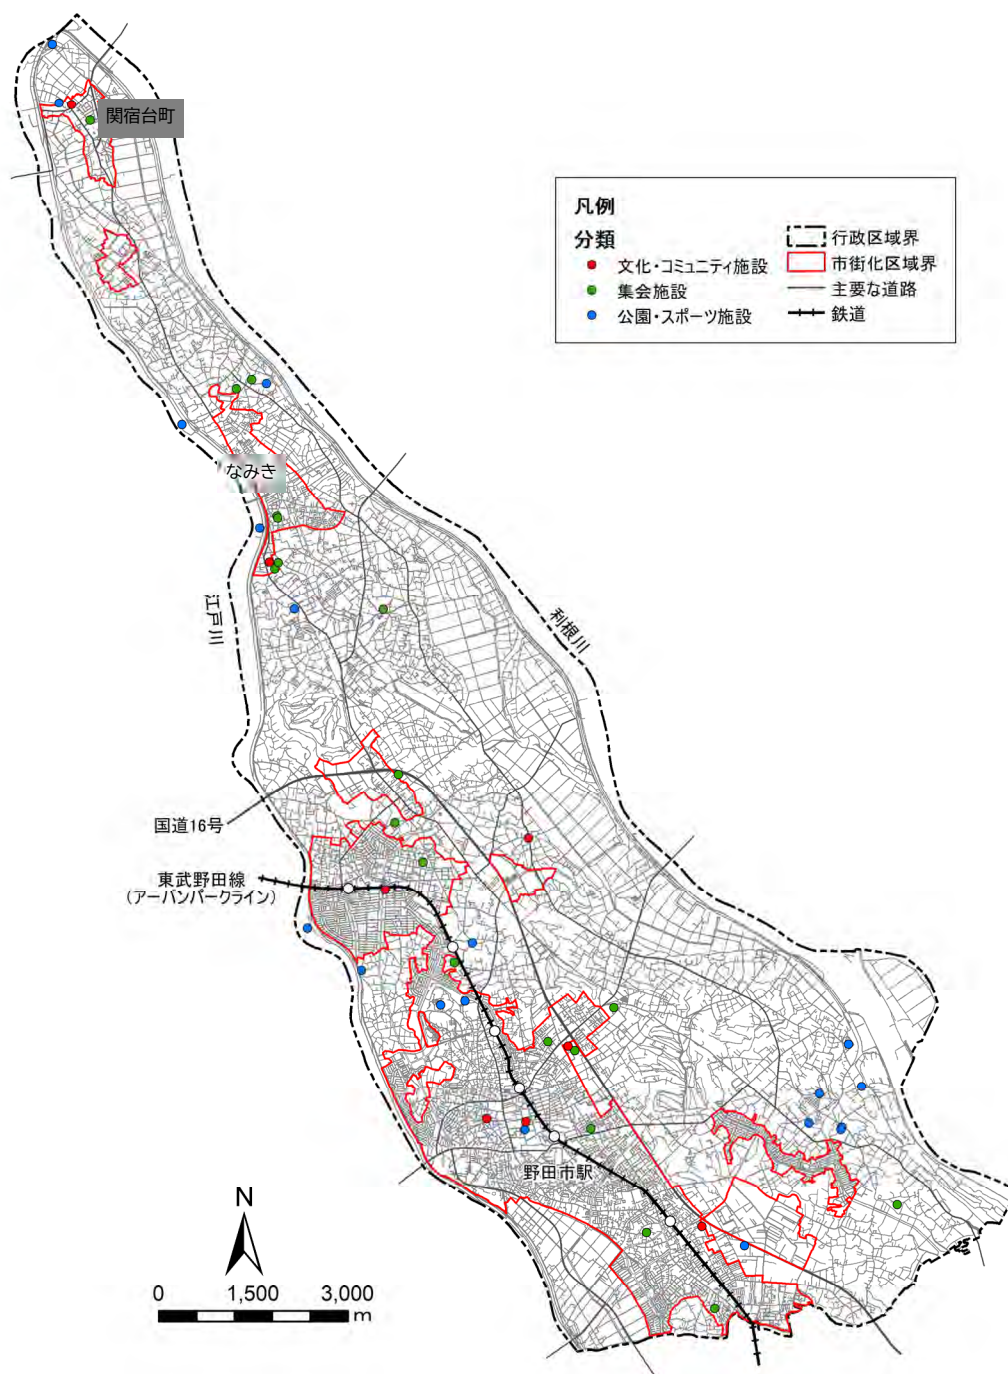 関宿台町
凡例
分類
文化・コミュニティ施設
集会施設
公園・スポーツ施設
行政区域界
市街化区域界
主要な道路
鉄道
なみき
江戸川
利根川
国道16号
東武野田線
（アーバンパークライン）
野田市駅
N
0 1,500 3,000
m